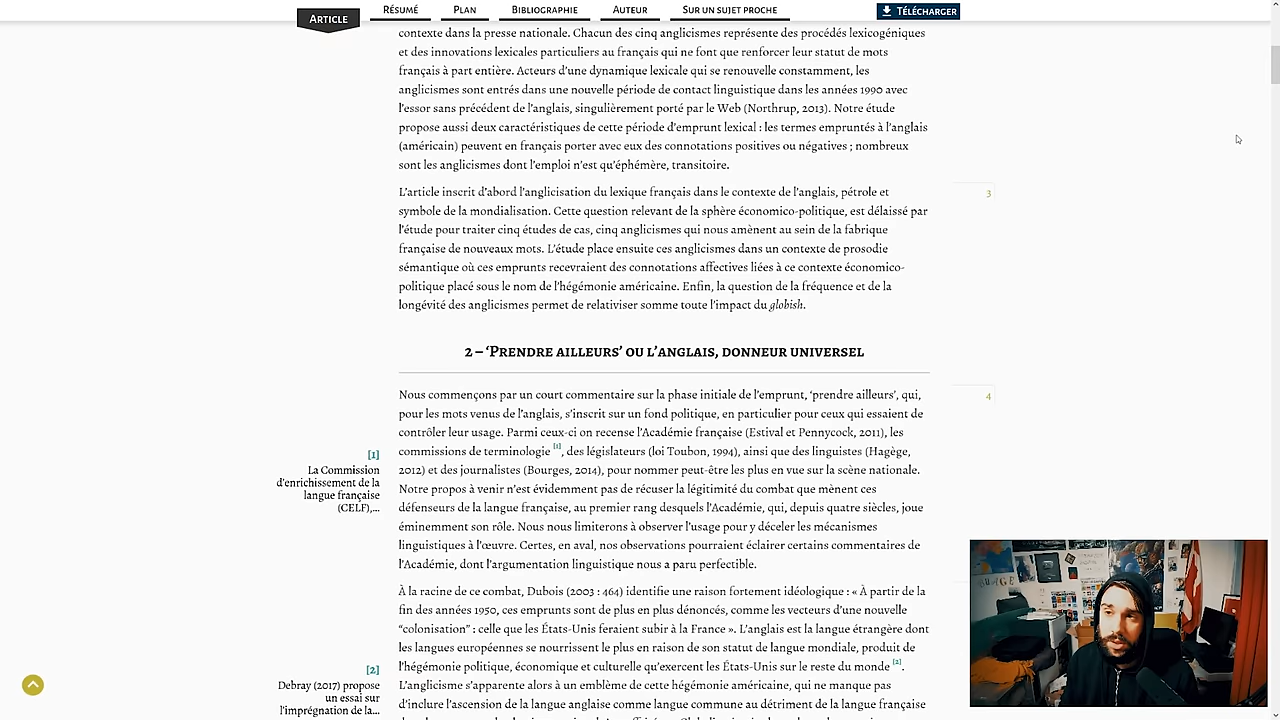 Article
Résumé
Plan
Bibliographie
Auteur
Sur un sujet proche
Télécharger
contexte dans la presse nationale. Chacun des cinq anglicismes représente des procédés lexicogéniques
et des innovations lexicales particuliers au français qui ne font que renforcer leur statut de mots
français à part entière. Acteurs d’une dynamique lexicale qui se renouvelle constamment, les
anglicismes sont entrés dans une nouvelle période de contact linguistique dans les années 1990 avec
l’essor sans précédent de l’anglais, singulièrement porté par le Web (Northrup, 2013). Notre étude
propose aussi deux caractéristiques de cette période d’emprunt lexical : les termes empruntés à l’anglais
(américain) peuvent en français porter avec eux des connotations positives ou négatives ; nombreux
sont les anglicismes dont l’emploi n’est qu’éphémère, transitoire.
3
L’article inscrit d’abord l’anglicisation du lexique français dans le contexte de l’anglais, pétrole et
symbole de la mondialisation. Cette question relevant de la sphère économico-politique, est délaissé par
l’étude pour traiter cinq études de cas, cinq anglicismes qui nous amènent au sein de la fabrique
française de nouveaux mots. L’étude place ensuite ces anglicismes dans un contexte de prosodie
sémantique où ces emprunts recevraient des connotations affectives liées à ce contexte économico-
politique placé sous le nom de l’hégémonie américaine. Enfin, la question de la fréquence et de la
longévité des anglicismes permet de relativiser somme toute l’impact du globish.
2 – ‘Prendre ailleurs’ ou l’anglais, donneur universel
4
Nous commençons par un court commentaire sur la phase initiale de l’emprunt, ‘prendre ailleurs’, qui,
pour les mots venus de l’anglais, s’inscrit sur un fond politique, en particulier pour ceux qui essaient de
contrôler leur usage. Parmi ceux-ci on recense l’Académie française (Estival et Pennycock, 2011), les
commissions de terminologie [1], des législateurs (loi Toubon, 1994), ainsi que des linguistes (Hagège,
2012) et des journalistes (Bourges, 2014), pour nommer peut-être les plus en vue sur la scène nationale.
Notre propos à venir n’est évidemment pas de récuser la légitimité du combat que mènent ces
défenseurs de la langue française, au premier rang desquels l’Académie, qui, depuis quatre siècles, joue
éminemment son rôle. Nous nous limiterons à observer l’usage pour y déceler les mécanismes
linguistiques à l’œuvre. Certes, en aval, nos observations pourraient éclairer certains commentaires de
l’Académie, dont l’argumentation linguistique nous a paru perfectible.
[1]
La Commission
d’enrichissement de la
langue française
(CELF),…
À la racine de ce combat, Dubois (2003 : 464) identifie une raison fortement idéologique : « À partir de la
fin des années 1950, ces emprunts sont de plus en plus dénoncés, comme les vecteurs d’une nouvelle
“colonisation” : celle que les États-Unis feraient subir à la France ». L’anglais est la langue étrangère dont
les langues européennes se nourrissent le plus en raison de son statut de langue mondiale, produit de
l’hégémonie politique, économique et culturelle qu’exercent les États-Unis sur le reste du monde [2].
L’anglicisme s’apparente alors à un emblème de cette hégémonie américaine, qui ne manque pas
d’inclure l’ascension de la langue anglaise comme langue commune au détriment de la langue française
[2]
Debray (2017) propose
un essai sur
l’imprégnation de la…